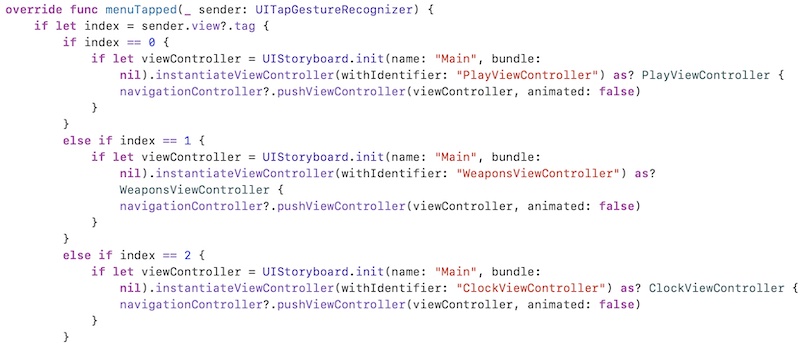 override func menuTapped(_ sender: UITapGestureRecognizer) {
if let index = sender.view?.tag {
if index == 0 {
if let viewController = UIStoryboard.init(name: "Main", bundle:
nil).instantiateViewController(withIdentifier: "PlayViewController") as? PlayViewController {
navigationController?.pushViewController(viewController, animated: false)
}
}
else if index == 1 {
if let viewController = UIStoryboard.init(name: "Main", bundle:
nil).instantiateViewController(withIdentifier: "WeaponsViewController") as?
WeaponsViewController {
navigationController?.pushViewController(viewController, animated: false)
}
}
else if index == 2 {
if let viewController = UIStoryboard.init(name: "Main", bundle:
nil).instantiateViewController(withIdentifier: "ClockViewController") as? ClockViewController {
navigationController?.pushViewController(viewController, animated: false)
}
}